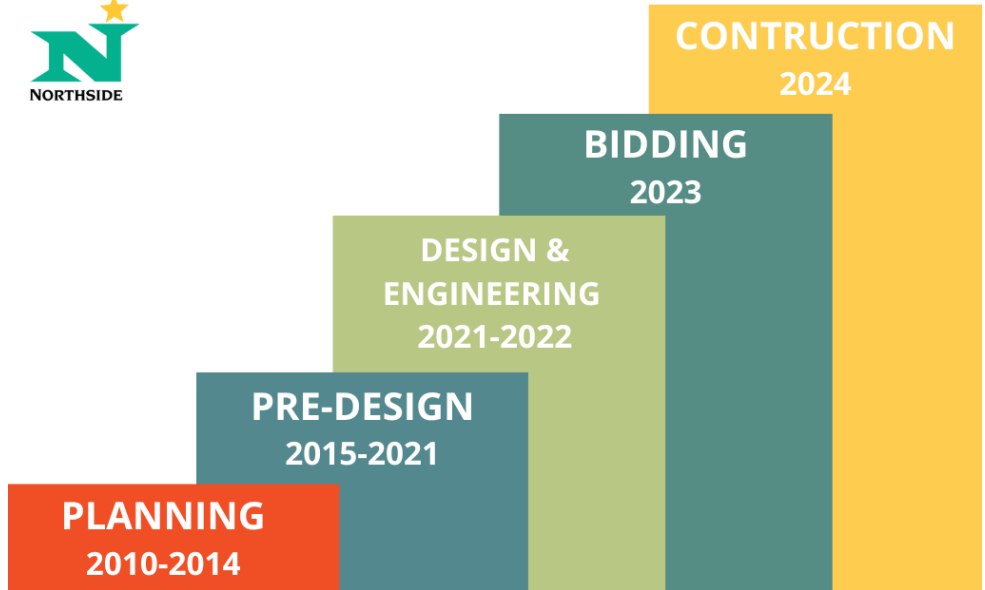 NORTHSIDE
CONTRUCTION
2024
BIDDING
2023
DESIGN &
ENGINEERING
2021-2022
PRE-DESIGN
2015-2021
PLANNING
2010-2014